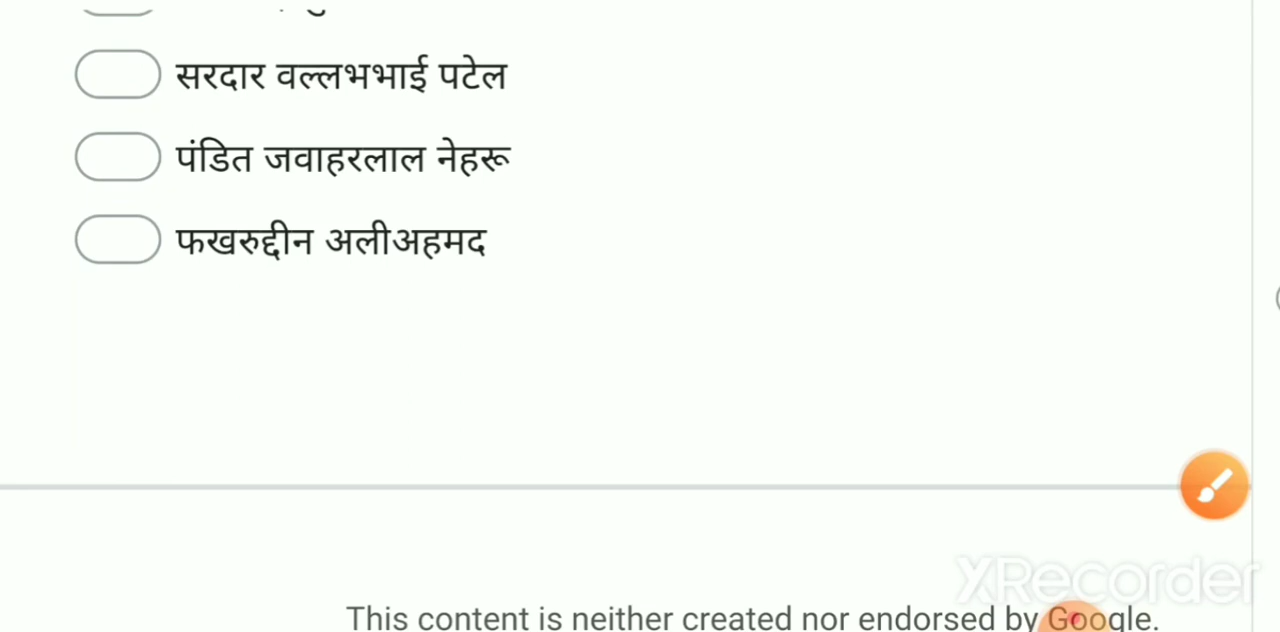 सरदार वल्लभभाई पटेल
पंडित जवाहरलाल नेहरू
फखरुद्दीन अलीअहमद
XRecorder
This content is neither created nor endorsed by Google.